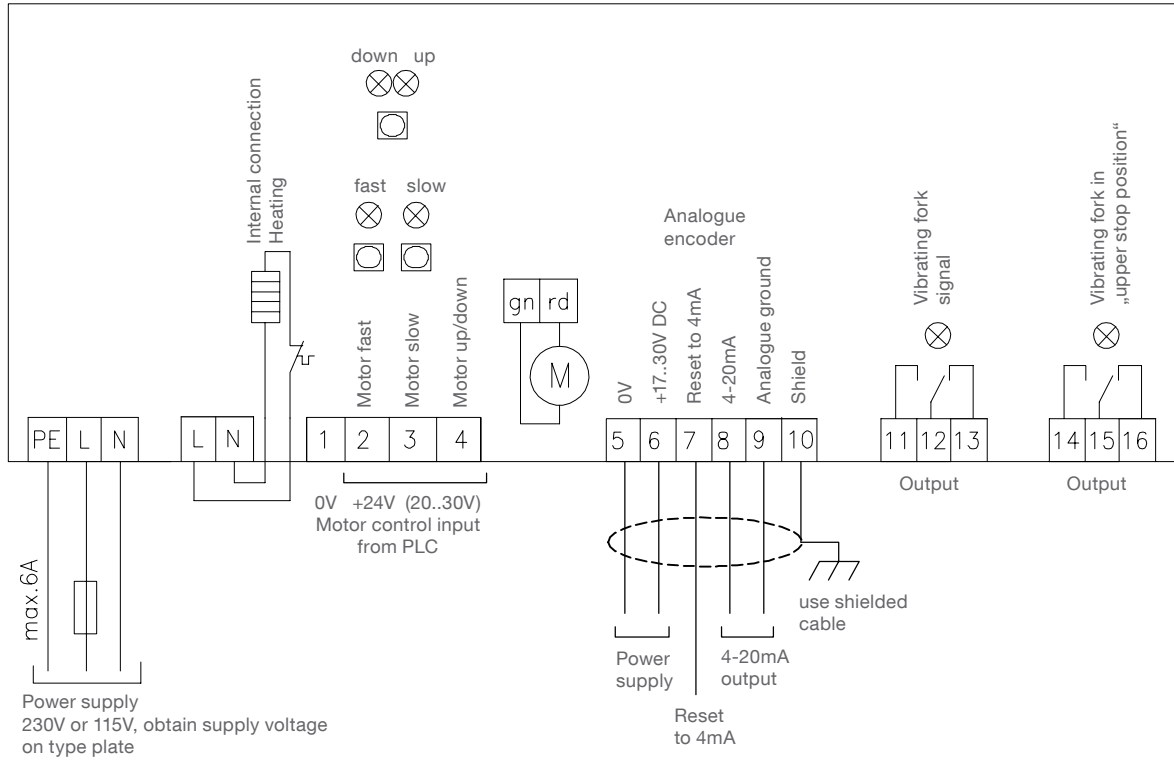 down up
fast slow
Internal connection
Heating
Motor fast
Motor slow
Motor up/down
gn rd
M
Analogue
encoder
0V
+17..30V DC
Reset to 4mA
4-20mA
Analogue ground
Shield
Vibrating fork
signal
Vibrating fork in
„upper stop position“
PE L N
L N
1 2 3 4
5 6 7 8 9 10
11 12 13
14 15 16
0V +24V (20..30V)
Motor control input
from PLC
Output
Output
max.6A
use shielded
cable
Power
supply
4-20mA
output
Reset
to 4mA
Power supply
230V or 115V, obtain supply voltage
on type plate